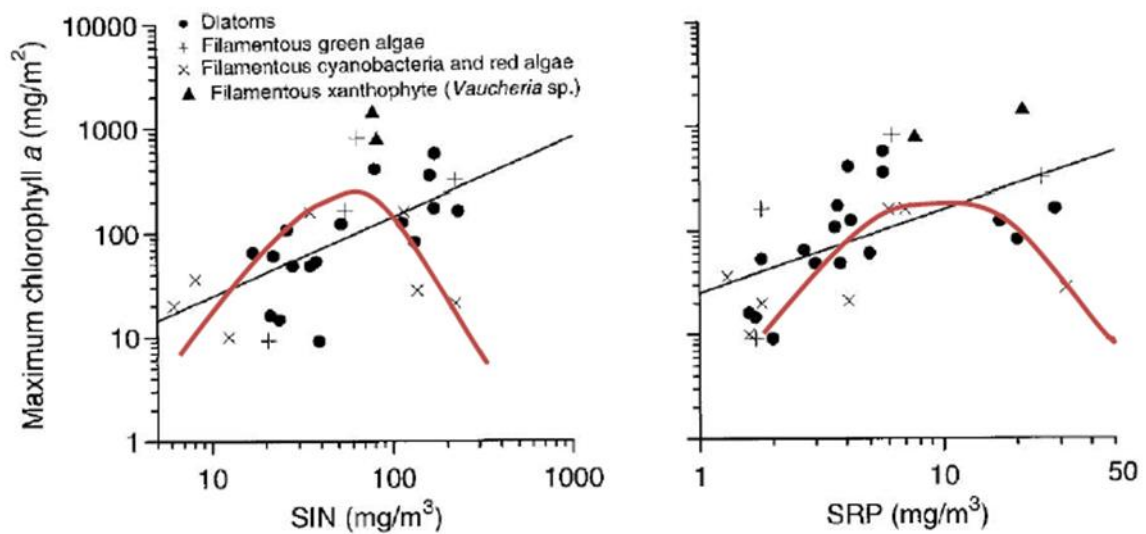 10000
1000
100
10
1
Maximum chlorophyll a (mg/m²)
Diatoms
Filamentous green algae
Filamentous cyanobacteria and red algae
Filamentous xanthophyte (Vaucheria sp.)
10 100 1000
SIN (mg/m³)
1 10 50
SRP (mg/m³)